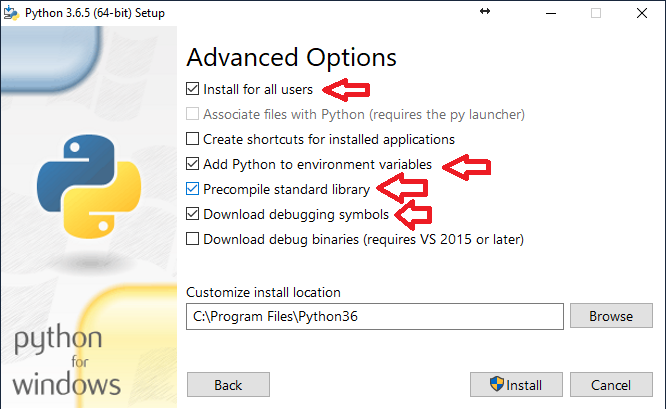 Python 3.6.5 (64-bit) Setup
Advanced Options
Install for all users
Associate files with Python (requires the py launcher)
Create shortcuts for installed applications
Add Python to environment variables
Precompile standard library
Download debugging symbols
Download debug binaries (requires VS 2015 or later)
Customize install location
C:\Program Files\Python36
Browse
python
for
windows
Back
Install
Cancel